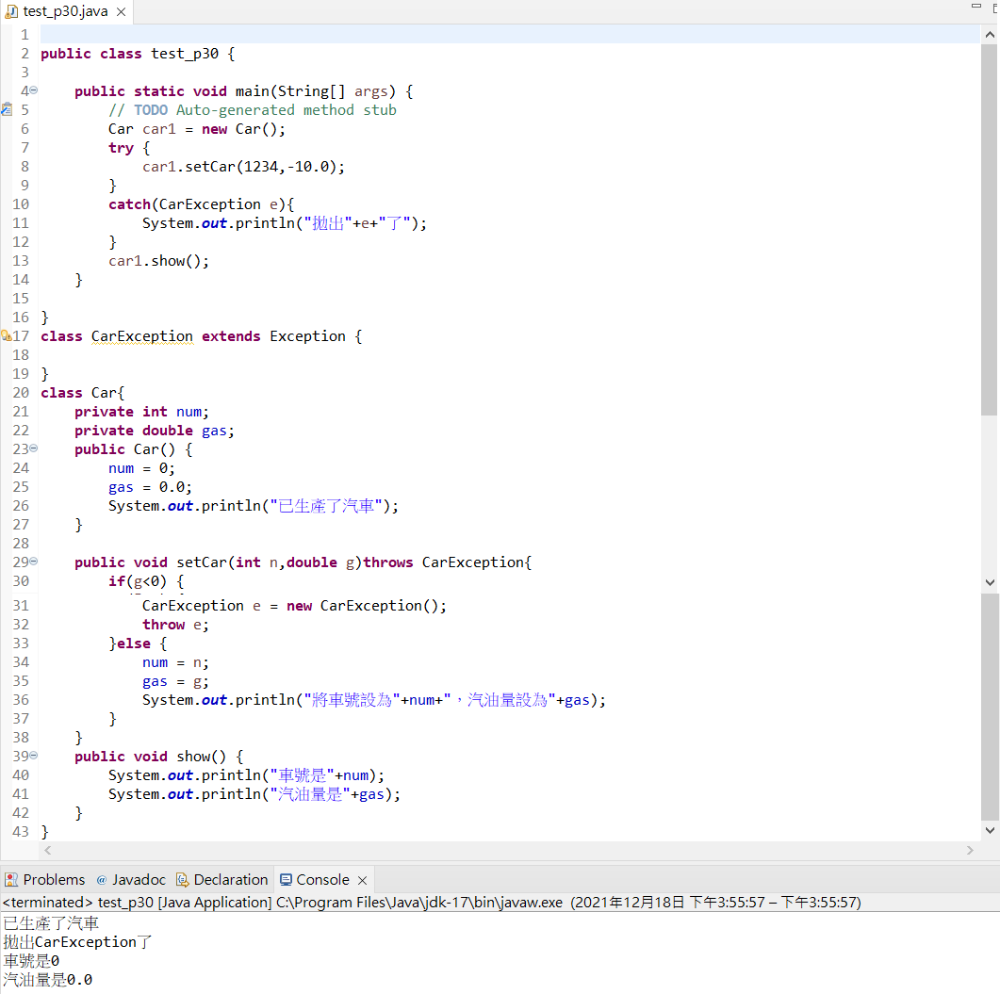 test_p30.java
1
2 public class test_p30 {
3
4 public static void main(String[] args) {
5 // TODO Auto-generated method stub
6 Car car1 = new Car();
7 try {
8 car1.setCar(1234,-10.0);
9 }
10 catch(CarException e){
11 System.out.println("拋出"+e+"了");
12 }
13 car1.show();
14 }
15
16 }
17 class CarException extends Exception {
18
19 }
20 class Car{
21 private int num;
22 private double gas;
23 public Car() {
24 num = 0;
25 gas = 0.0;
26 System.out.println("已生產了汽車");
27 }
28
29 public void setCar(int n,double g)throws CarException{
30 if(g<0) {
31 CarException e = new CarException();
32 throw e;
33 }else {
34 num = n;
35 gas = g;
36 System.out.println("將車號設為"+num+"，汽油量設為"+gas);
37 }
38 }
39 public void show() {
40 System.out.println("車號是"+num);
41 System.out.println("汽油量是"+gas);
42 }
43 }
Problems @ Javadoc Declaration Console
<terminated> test_p30 [Java Application] C:\Program Files\Java\jdk-17\bin\javaw.exe (2021年12月18日 下午3:55:57 – 下午3:55:57)
已生產了汽車
拋出CarException了
車號是0
汽油量是0.0